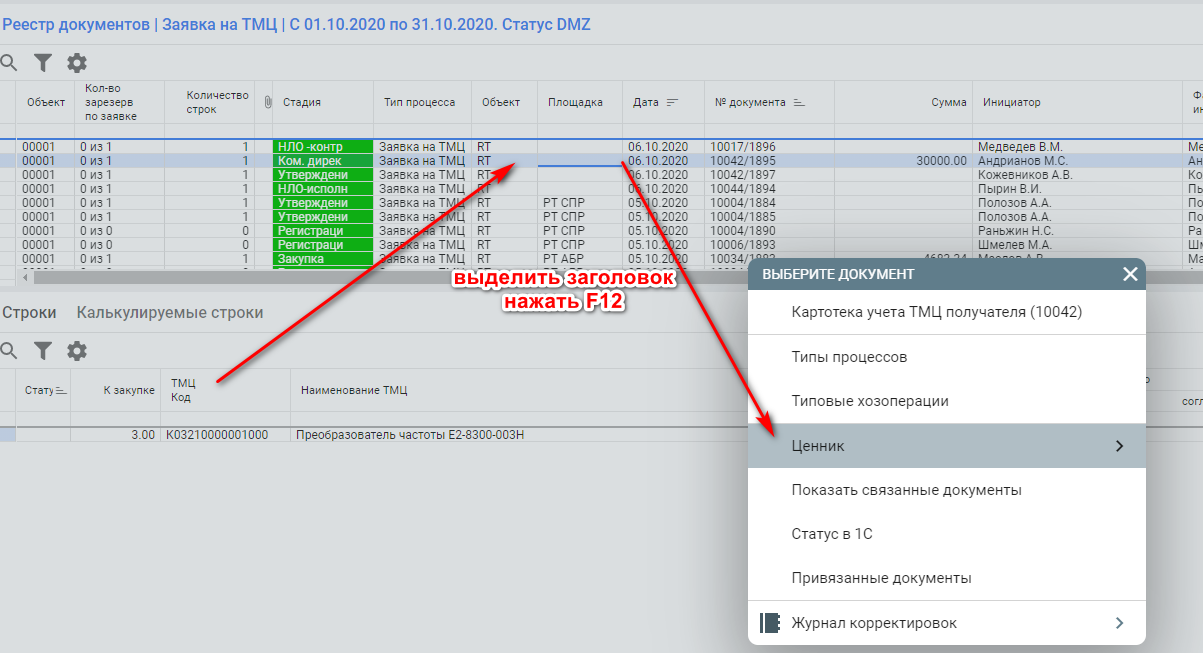 Реестр документов | Заявка на ТМЦ | С 01.10.2020 по 31.10.2020. Статус DMZ
Объект Кол-во зарезерв по заявке Количество строк Стадия Тип процесса Объект Площадка Дата № документа Сумма Инициатор
00001 0 из 1 1 НЛО -контр Заявка на ТМЦ RT 06.10.2020 10017/1896 Медведев В.М.
00001 0 из 1 1 Ком. дирек Заявка на ТМЦ RT 06.10.2020 10042/1895 30000.00 Андрианов М.С.
00001 0 из 1 1 Утверждени Заявка на ТМЦ RT 06.10.2020 10042/1897 Кожевников А.В.
00001 0 из 1 1 НЛО-исполн Заявка на ТМЦ 06.10.2020 10044/1894 Пырин В.И.
00001 0 из 1 1 Утверждени Заявка на ТМЦ RT РТ СПР 05.10.2020 10004/1884 Полозов А.А.
00001 0 из 1 1 Утверждени Заявка на ТМЦ RT РТ СПР 05.10.2020 10004/1885 Полозов А.А.
00001 0 из 0 0 Регистраци Заявка на ТМЦ RT РТ СПР 05.10.2020 10004/1890 Раньжин Н.С.
00001 0 из 0 0 Регистраци Заявка на ТМЦ RT РТ СПР 05.10.2020 10006/1893 Шмелев М.А.
00001 0 из 1 1 Закупка Заявка на ТМЦ RT РТ АБР 05.10.2020
выделить заголовок
нажать F12
Строки Калькулируемые строки
Стату К закупке ТМЦ Код Наименование ТМЦ
3.00 К03210000001000 Преобразователь частоты Е2-8300-003Н
ВЫБЕРИТЕ ДОКУМЕНТ
Картотека учета ТМЦ получателя (10042)
Типы процессов
Типовые хозоперации
Ценник
Показать связанные документы
Статус в 1С
Привязанные документы
Журнал корректировок